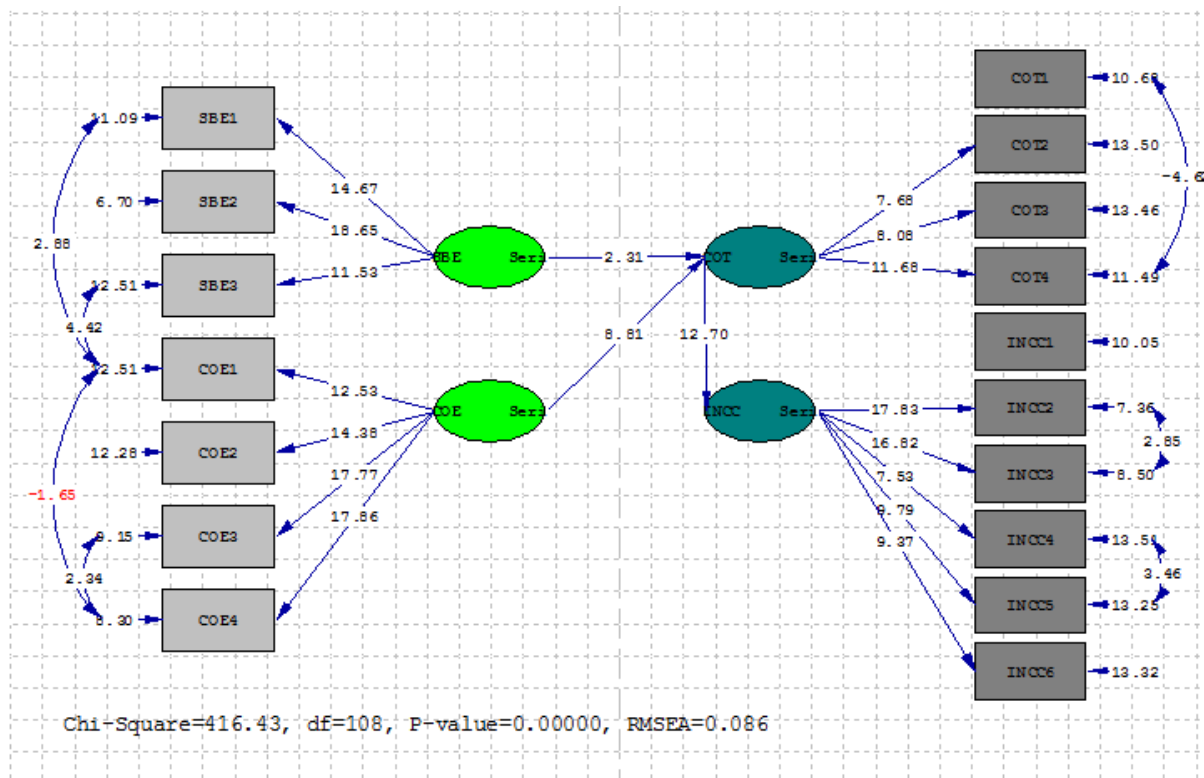 COT1 10.68
11.09 SBE1
COT2 13.50
-4.6
14.67 7.68
6.70 SBE2 COT3 13.46
18.65 8.08
2.88 SBE Seri 2.31 COT Seri
11.53 11.68 COT4 11.49
12.51 SBE3
4.42 8.81 12.70 INCC1 10.05
12.51 COE1
12.53 COE Seri INCC Seri 17.83 INCC2 7.36
14.38 16.82 2.85
12.28 COE2 7.53 INCC3 8.50
17.77
-1.65 17.86 9.37 INCC4 13.51
9.15 COE3 3.46
2.34 INCC5 13.25
COE4
INCC6 13.32
Chi-Square=416.43, df=108, P-value=0.00000, RMSEA=0.086